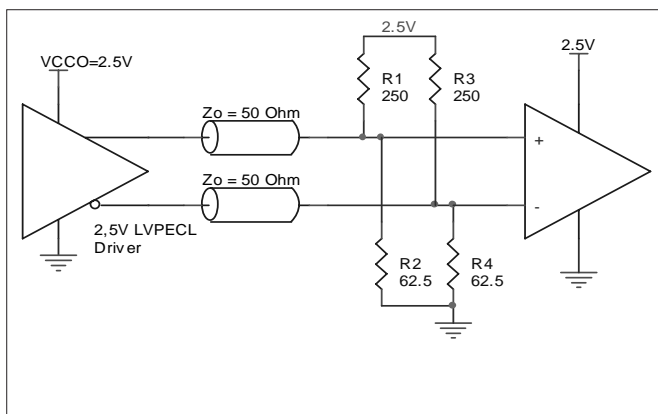 2.5V
VCCO=2.5V
2.5V
R1
250
R3
250
Zo = 50 Ohm
+
Zo = 50 Ohm
-
2,5V LVPECL
Driver
R2
62.5
R4
62.5